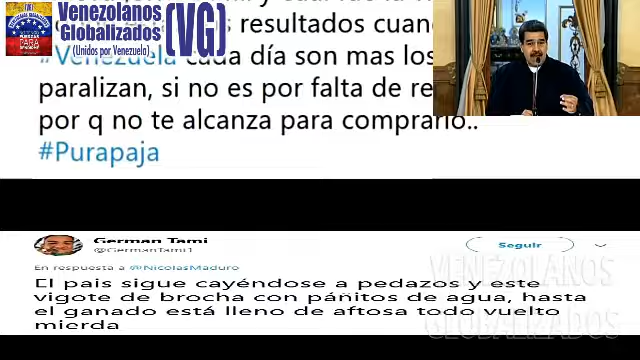 Venezolanos
Globalizados
(Unidos por Venezuelo)
(VG)
resultados cuan
#Venezuela cada día son mas los
paralizan, si no es por falta de re
por q no te alcanza para comprarlo..
#Purapaja
German Tami
@GermanTami1
Seguir
En respuesta a @NicolasMaduro
El pais sigue cayéndose a pedazos y este
vigote de brocha con páñitos de agua, hasta
el ganado está lleno de aftosa todo vuelto
mierda
VENEZOLANOS
GLOBALIZADOS